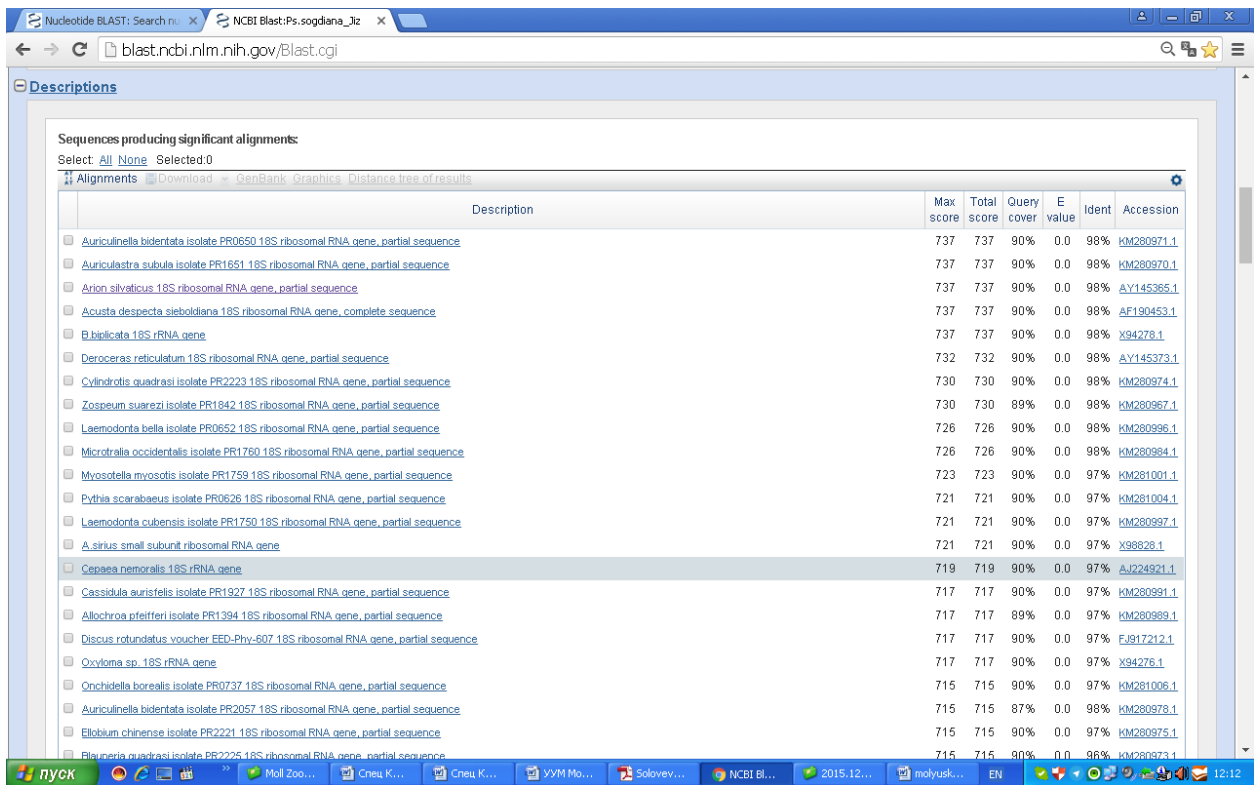 Nucleotide BLAST: Search nu
NCBI Blast:Ps.sogdiana_Jiz
blast.ncbi.nlm.nih.gov/Blast.cgi
Descriptions
Sequences producing significant alignments:
Select: All None Selected:0
Alignments Download GenBank Graphics Distance tree of results
Description Max score Total score Query cover E value Ident Accession
Auriculinella bidentata isolate PR0650 18S ribosomal RNA gene, partial sequence 737 737 90% 0.0 98% KM280971.1
Auriculastra subula isolate PR1651 18S ribosomal RNA gene, partial sequence 737 737 90% 0.0 98% KM280970.1
Arion silvaticus 18S ribosomal RNA gene, partial sequence 737 737 90% 0.0 98% AY145365.1
Acusta despecta sieboldiana 18S ribosomal RNA gene, complete sequence 737 737 90% 0.0 98% AF190453.1
B.biplicata 18S rRNA gene 737 737 90% 0.0 98% X94278.1
Deroceras reticulatum 18S ribosomal RNA gene, partial sequence 732 732 90% 0.0 98% AY145373.1
Cylindrotis quadrasi isolate PR2223 18S ribosomal RNA gene, partial sequence 730 730 90% 0.0 98% KM280974.1
Zospeum suarezi isolate PR1842 18S ribosomal RNA gene, partial sequence 730 730 89% 0.0 98% KM280967.1
Laemodonta bella isolate PR0652 18S ribosomal RNA gene, partial sequence 726 726 90% 0.0 98% KM280996.1
Microtralia occidentalis isolate PR1760 18S ribosomal RNA gene, partial sequence 726 726 90% 0.0 98% KM280984.1
Myosotella myosotis isolate PR1759 18S ribosomal RNA gene, partial sequence 723 723 90% 0.0 97% KM281001.1
Pythia scarabaeus isolate PR0626 18S ribosomal RNA gene, partial sequence 721 721 90% 0.0 97% KM281004.1
Laemodonta cubensis isolate PR1750 18S ribosomal RNA gene, partial sequence 721 721 90% 0.0 97% KM280997.1
A.sirius small subunit ribosomal RNA gene 721 721 90% 0.0 97% X98828.1
Cepaea nemoralis 18S rRNA gene 719 719 90% 0.0 97% AJ224921.1
Cassidula aurisfelis isolate PR1927 18S ribosomal RNA gene, partial sequence 717 717 90% 0.0 97% KM280991.1
Allochroa pfeifferi isolate PR1394 18S ribosomal RNA gene, partial sequence 717 717 89% 0.0 97% KM280989.1
Discus rotundatus voucher EED-Phy-607 18S ribosomal RNA gene, partial sequence 717 717 90% 0.0 97% FJ917212.1
Oxyloma sp. 18S rRNA gene 717 717 90% 0.0 97% X94276.1
Onchidella borealis isolate PR0737 18S ribosomal RNA gene, partial sequence 715 715 90% 0.0 97% KM281006.1
Auriculinella bidentata isolate PR2057 18S ribosomal RNA gene, partial sequence 715 715 87% 0.0 98% KM280978.1
Ellobium chinense isolate PR2221 18S ribosomal RNA gene, partial sequence 715 715 90% 0.0 97% KM280975.1
Blauneria quadrasi isolate PR2225 18S ribosomal RNA gene, partial sequence 715 715 90% 0.0 96% KM280973.1
пуск Moll Zoo... Спец К... Спец К... УУМ Мо... Solovev... NCBI Bl... 2015.12... molyusk... EN 12:12